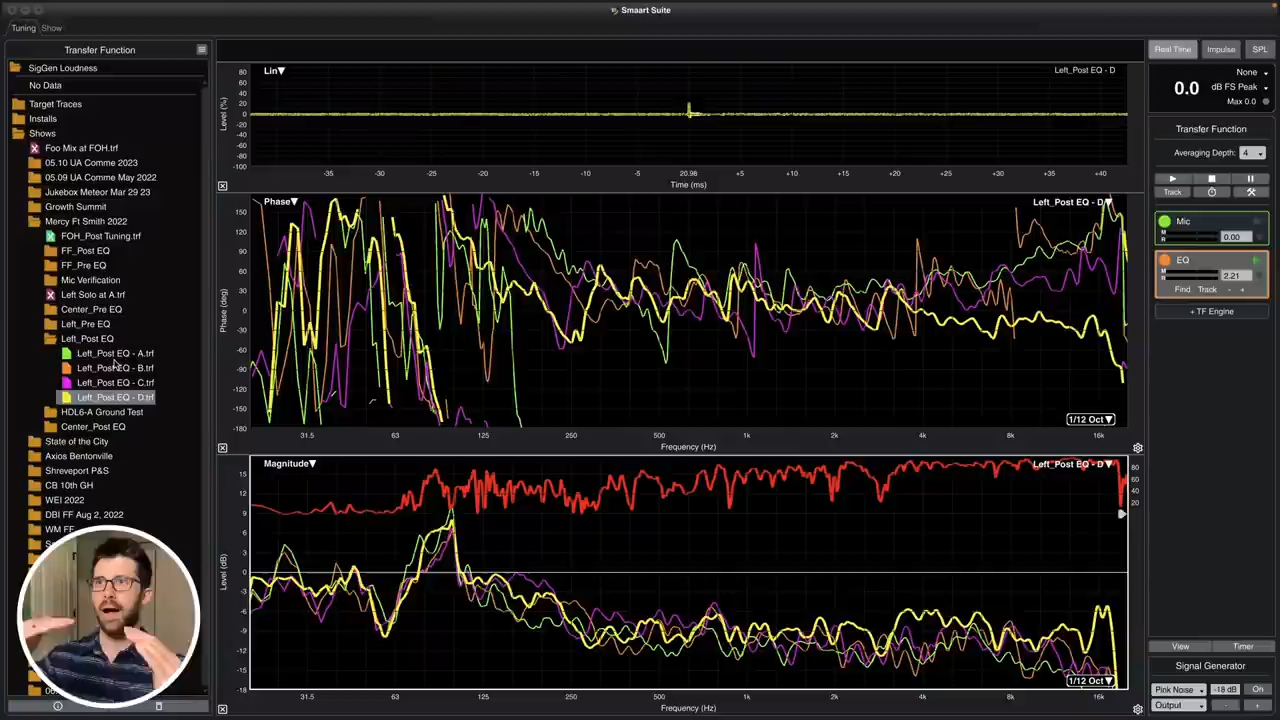 Smaart Suite
Tuning Show
Transfer Function
SigGen Loudness
No Data
Target Traces
Installs
Shows
Foo Mix at FOH.trf
05.10 UA Comme 2023
05.09 UA Comme May 2022
Jukebox Meteor Mar 29 23
Growth Summit
Mercy Ft Smith 2022
FOH_Post Tuning.trf
FF_Post EQ
FF_Pre EQ
Mic Verification
Left Solo at A.trf
Center_Pre EQ
Left_Pre EQ
Left_Post EQ
Left_Post EQ - A.trf
Left_Post EQ - B.trf
Left_Post EQ - C.trf
Left_Post EQ - D.trf
HDL6-A Ground Test
Center_Post EQ
State of the City
Axios Bentonville
Shreveport P&S
CB 10th GH
WEI 2022
DBI FF Aug 2, 2022
WM FF
Lin▼
Left_Post EQ - D
Level (%)
80
60
40
20
0
-20
-40
-60
-80
-100
-35 -30 -25 -20 -15 -10 -5 20.96 +5 +10 +15 +20 +25 +30 +35 +40
Time (ms)
Phase▼
Left_Post EQ - D▼
Phase (deg)
150
120
90
60
30
0
-30
-60
-90
-120
-150
-180
1/12 Oct▼
31.5 63 125 250 500 1k 2k 4k 8k 16k
Frequency (Hz)
Magnitude▼
Left_Post EQ - D▼
Level (dB)
15
12
9
6
3
0
-3
-6
-9
-12
-15
-18
80
60
40
20
1/12 Oct▼
31.5 63 125 250 500 1k 2k 4k 8k 16k
Frequency (Hz)
Real Time Impulse SPL
None
0.0 dB FS Peak
Max 0.0
Transfer Function
Averaging Depth: 4
Track
Mic
M
R 0.00
EQ
M
R 2.21
Find Track - +
+ TF Engine
View Timer
Signal Generator
Pink Noise -18 dB On
Output - +